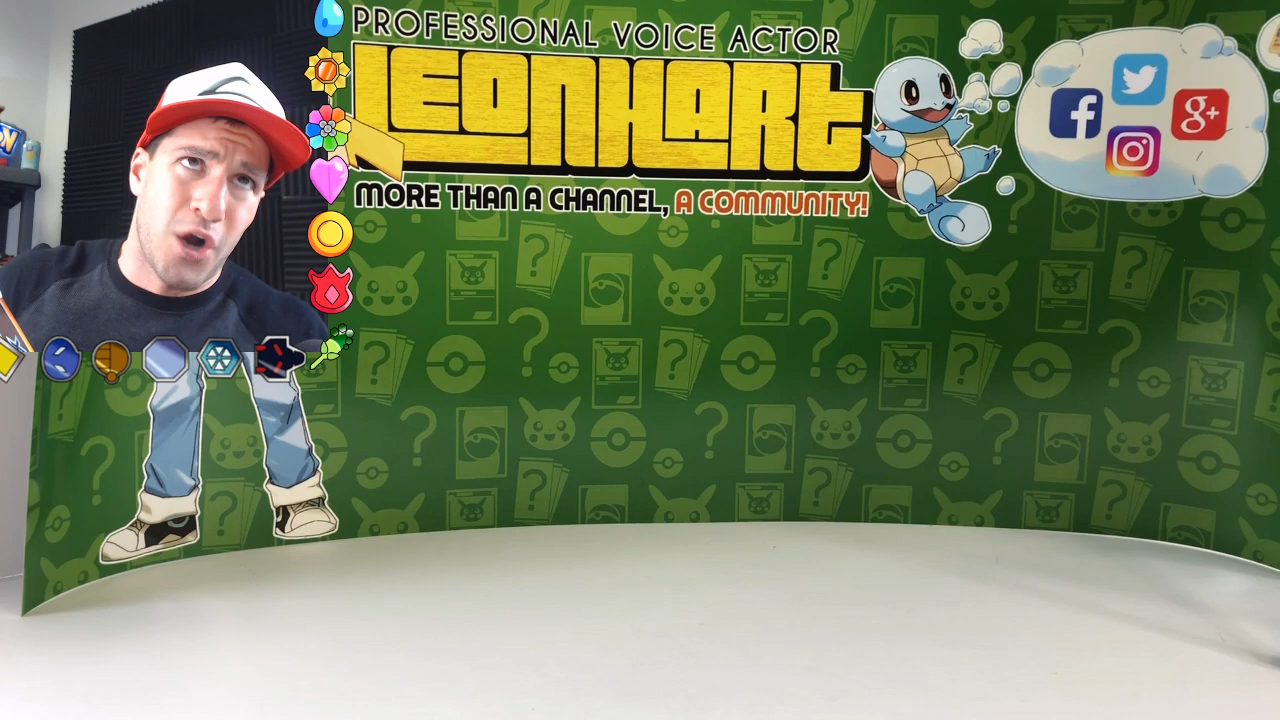 PROFESSIONAL VOICE ACTOR
LEONHART
MORE THAN A CHANNEL, A COMMUNITY!
f
g+